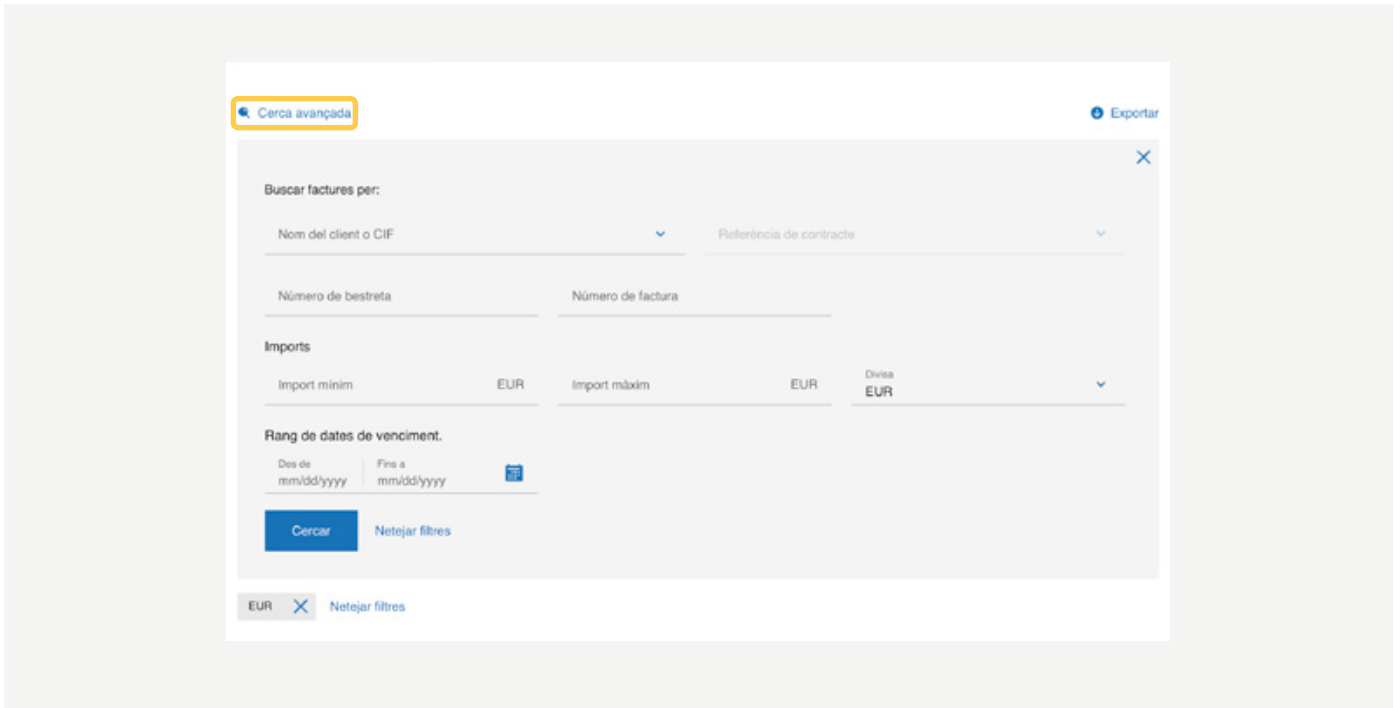 Cerca avançada
Exportar
Buscar factures per:
Nom del client o CIF
Referència de contracte
Número de bestreta
Número de factura
Imports
Import mínim EUR
Import màxim EUR
Divisa
EUR
Rang de dates de venciment.
Des de
Fins a
mm/dd/yyyy
mm/dd/yyyy
Cercar
Netejar filtres
EUR
Netejar filtres